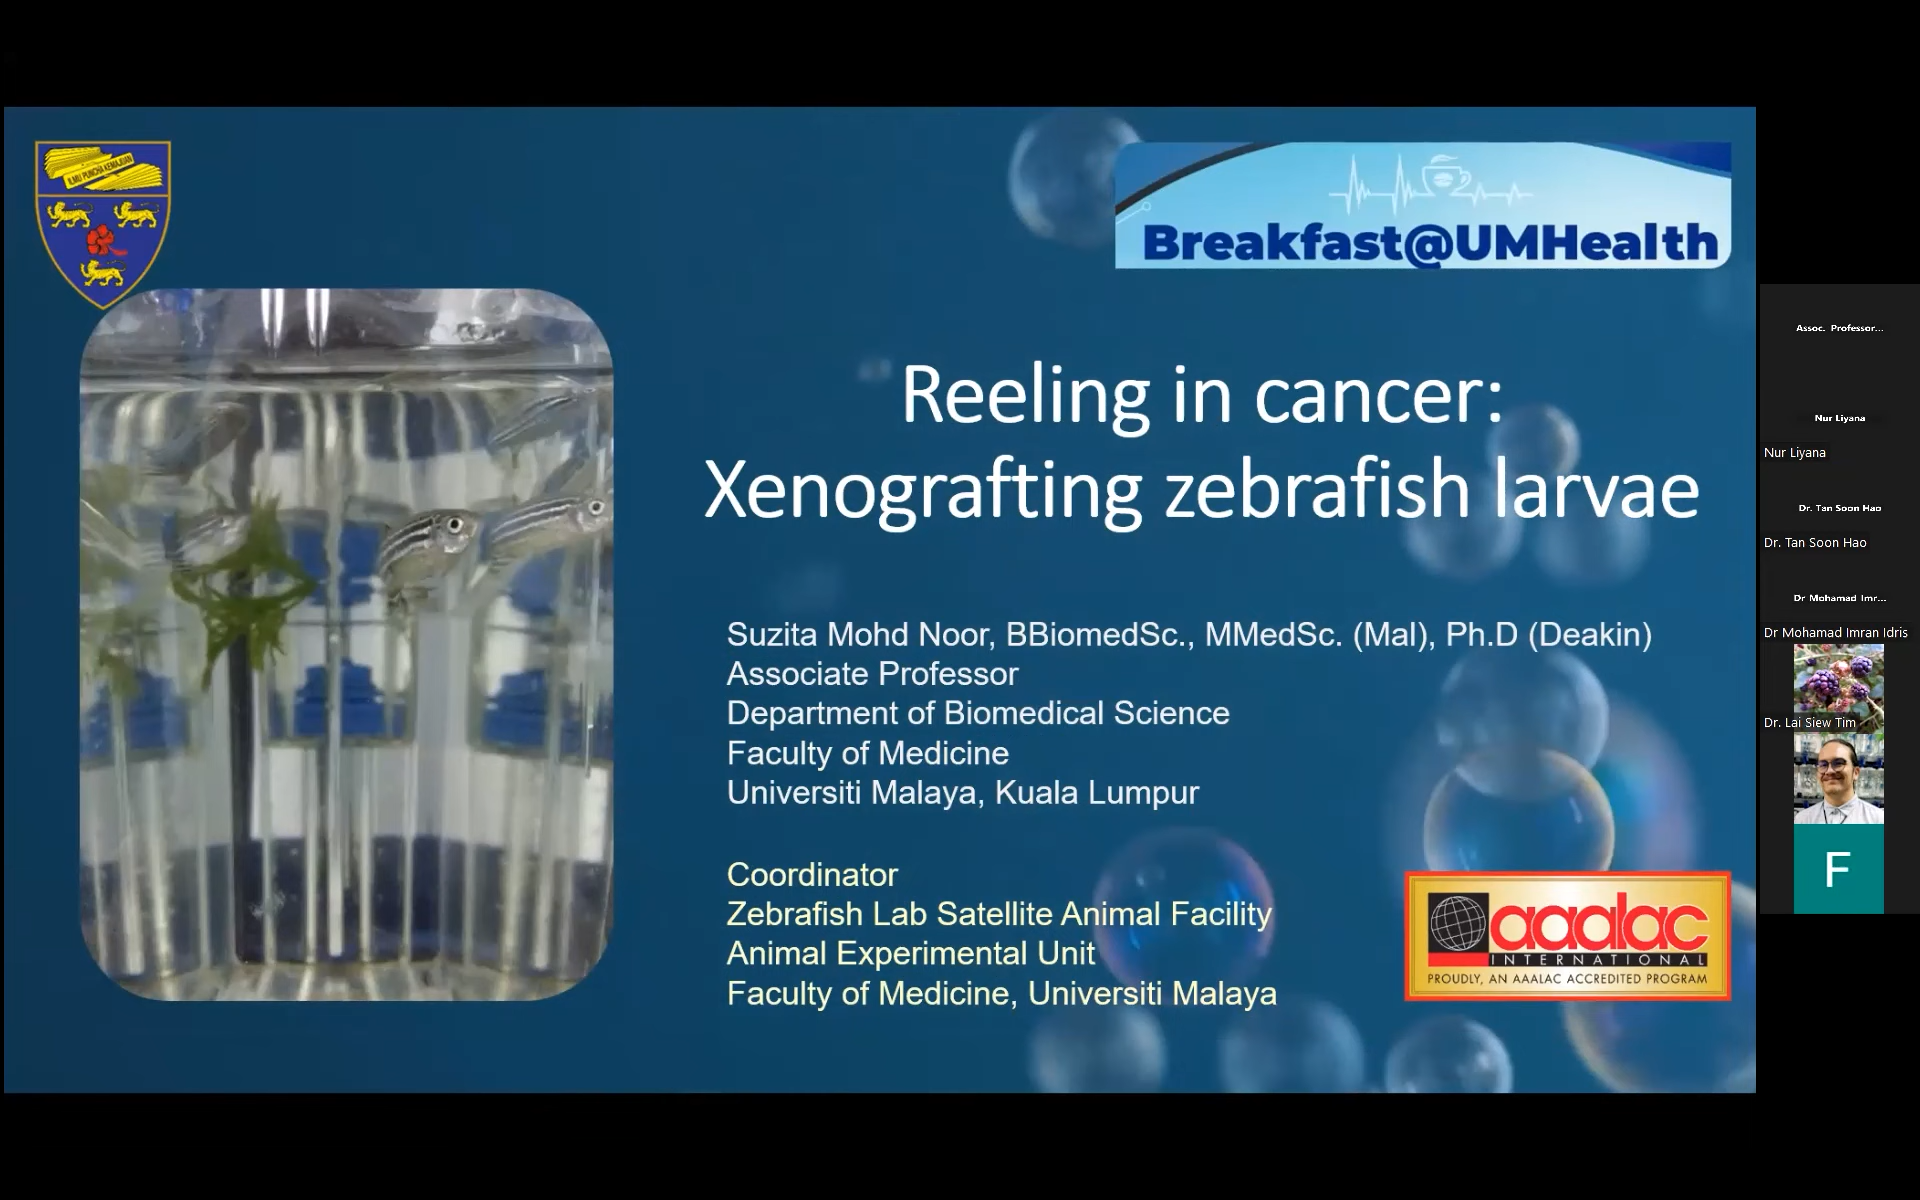 ILMU PUNCHA KEMAJUAN
Breakfast@UMHealth
Reeling in cancer:
Xenografting zebrafish larvae
Suzita Mohd Noor, BBiomedSc., MMedSc. (Mal), Ph.D (Deakin)
Associate Professor
Department of Biomedical Science
Faculty of Medicine
Universiti Malaya, Kuala Lumpur
Coordinator
Zebrafish Lab Satellite Animal Facility
Animal Experimental Unit
Faculty of Medicine, Universiti Malaya
aaalac
INTERNATIONAL
PROUDLY, AN AAALAC ACCREDITED PROGRAM
Assoc. Professor...
Nur Liyana
Nur Liyana
Dr. Tan Soon Hao
Dr. Tan Soon Hao
Dr Mohamad Imr...
Dr Mohamad Imran Idris
Dr. Lai Siew Tim
F